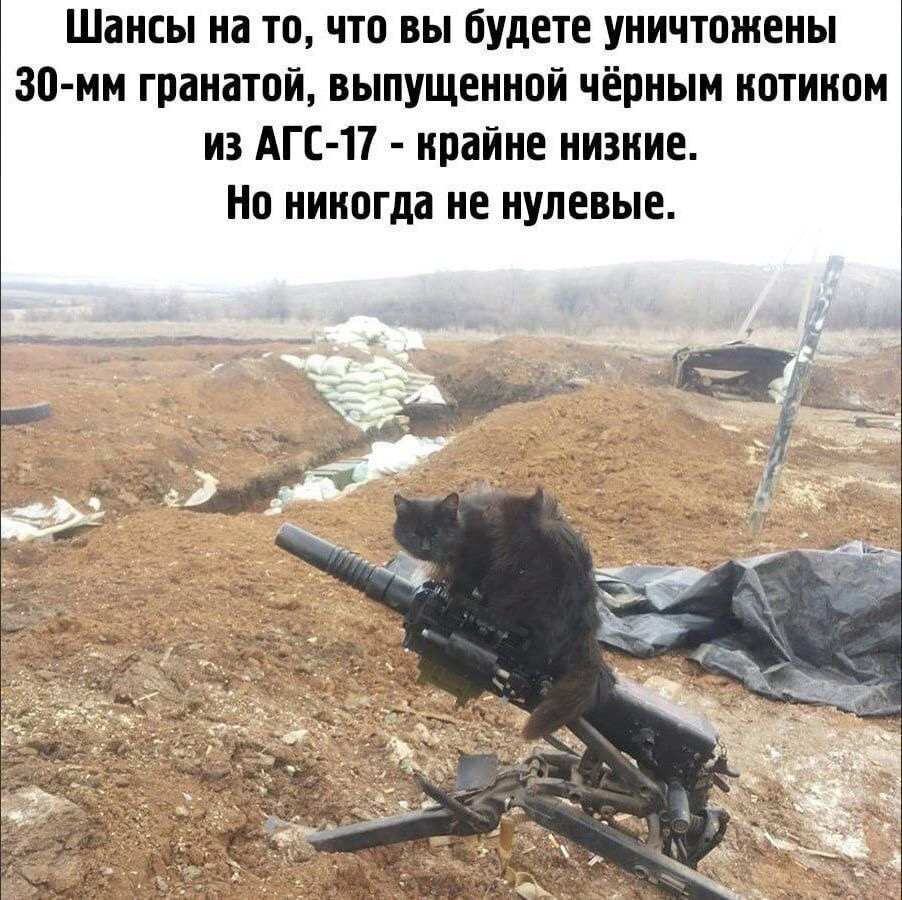 Шансы на то, что вы будете уничтожены
30-мм гранатой, выпущенной чёрным котиком
из АГС-17 - крайне низкие.
Но никогда не нулевые.